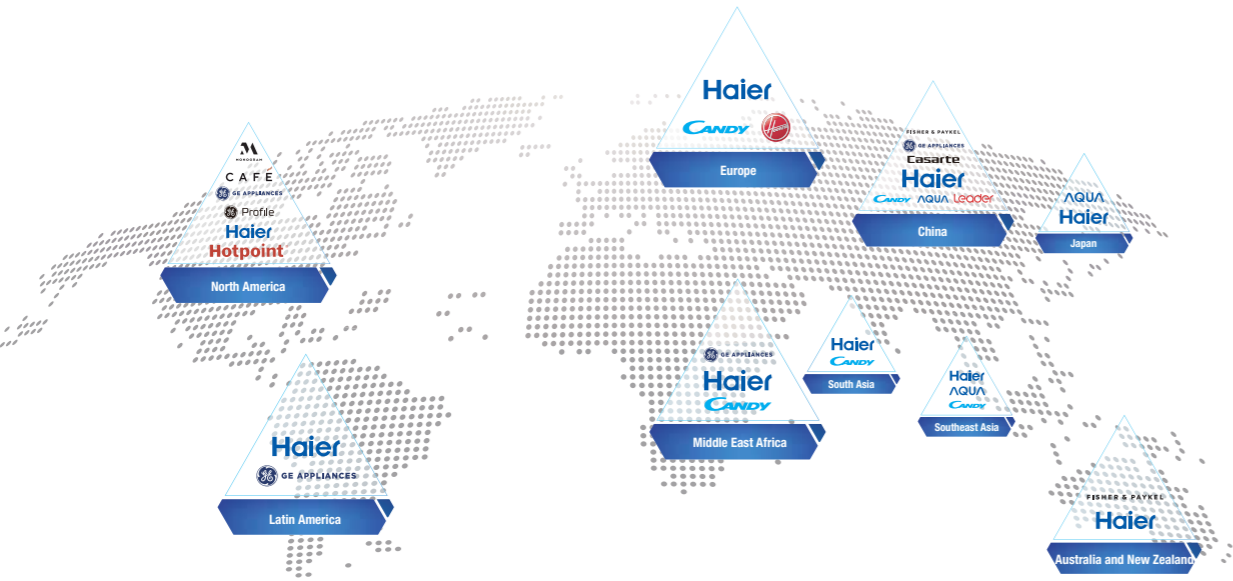 MONOGRAM
CAFÉ
GE APPLIANCES
Profile
Haier
Hotpoint
North America
Haier
CANDY
HOOVER
Europe
FISHER & PAYKEL
GE APPLIANCES
Casarte
Haier
CANDY AQUA Leader
China
AQUA
Haier
Japan
GE APPLIANCES
Haier
CANDY
Middle East Africa
Haier
CANDY
South Asia
Haier
AQUA
CANDY
Southeast Asia
Haier
GE APPLIANCES
Latin America
FISHER & PAYKEL
Haier
Australia and New Zealand